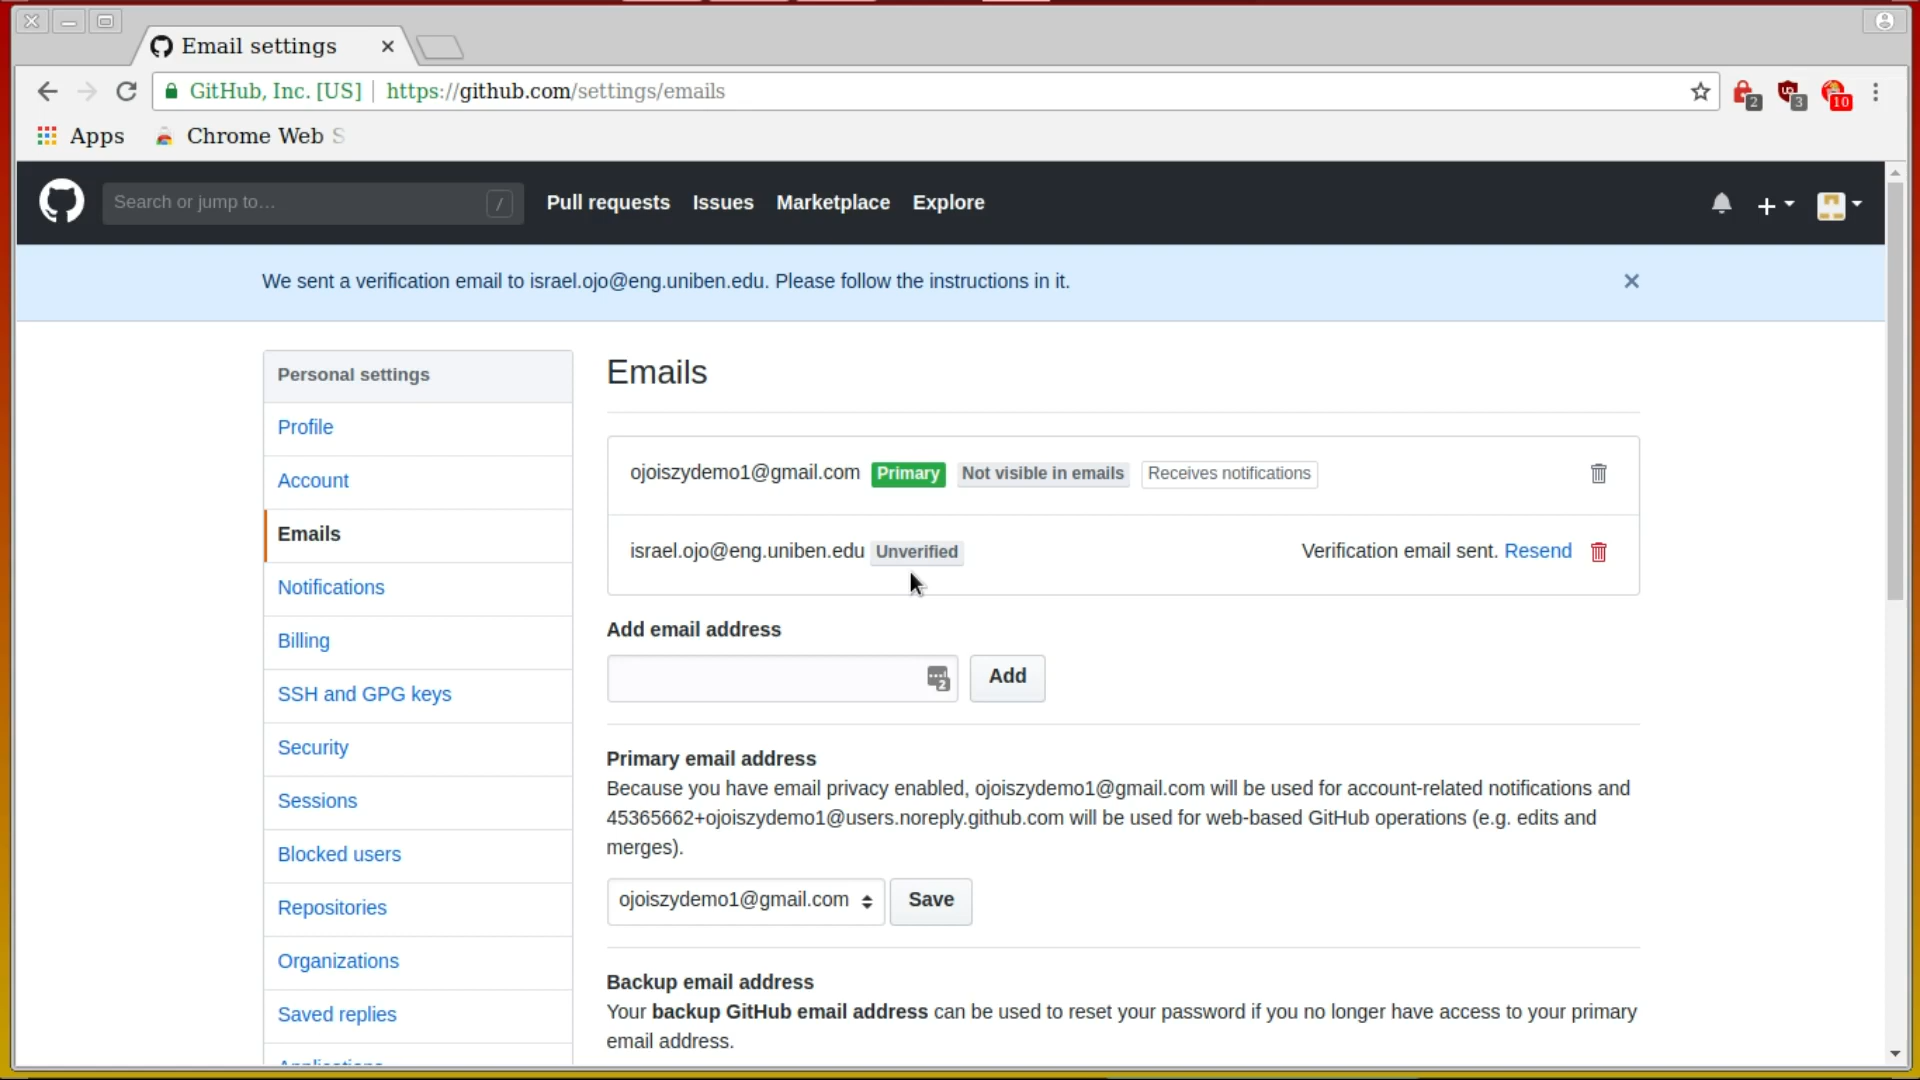 Email settings
GitHub, Inc. [US] https://github.com/settings/emails
2 3 10
Apps Chrome Web S
Search or jump to… / Pull requests Issues Marketplace Explore
We sent a verification email to israel.ojo@eng.uniben.edu. Please follow the instructions in it.
Personal settings
Profile
Account
Emails
Notifications
Billing
SSH and GPG keys
Security
Sessions
Blocked users
Repositories
Organizations
Saved replies
Applications
Emails
ojoiszydemo1@gmail.com Primary Not visible in emails Receives notifications
israel.ojo@eng.uniben.edu Unverified Verification email sent. Resend
Add email address
2 Add
Primary email address
Because you have email privacy enabled, ojoiszydemo1@gmail.com will be used for account-related notifications and
45365662+ojoiszydemo1@users.noreply.github.com will be used for web-based GitHub operations (e.g. edits and
merges).
ojoiszydemo1@gmail.com Save
Backup email address
Your backup GitHub email address can be used to reset your password if you no longer have access to your primary
email address.